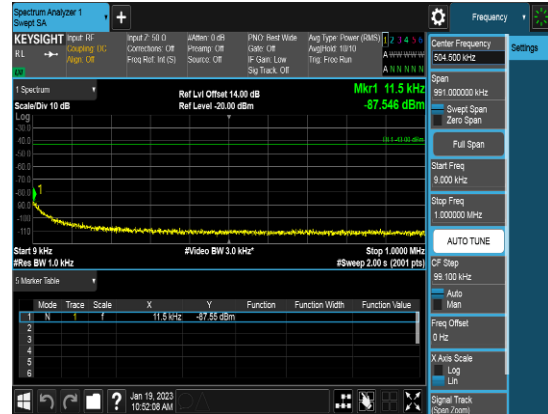 Spectrum Analyzer 1
Swept SA
+
Frequency
KEYSIGHT
RL
Input: RF
Coupling: DC
Align: Off
Input Z: 50 Ω
Corrections: Off
Freq Ref: Int (S)
#Atten: 0 dB
Preamp: Off
Source: Off
PNO: Best Wide
Gate: Off
IF Gain: Low
Sig Track: Off
Avg Type: Power (RMS)
Avg|Hold: 10/10
Trig: Free Run
1 2 3 4 5 6
A W W W W W
A N N N N N
1 Spectrum
Scale/Div 10 dB
Log
Ref Lvl Offset 14.00 dB
Ref Level -20.00 dBm
Mkr1 11.5 kHz
-87.546 dBm
-30.0
-40.0
-50.0
-60.0
-70.0
-80.0
-90.0
-100
-110
1
Start 9 kHz
#Res BW 1.0 kHz
#Video BW 3.0 kHz*
Stop 1.0000 MHz
#Sweep 2.00 s (2001 pts)
5 Marker Table
Mode Trace Scale X Y Function Function Width Function Value
1 N 1 f 11.5 kHz -87.55 dBm
2
3
4
5
6
Jan 19, 2023
10:52:08 AM
Center Frequency
504.500 kHz
Settings
Span
991.000000 kHz
Swept Span
Zero Span
Full Span
Start Freq
9.000 kHz
Stop Freq
1.000000 MHz
AUTO TUNE
CF Step
99.100 kHz
Auto
Man
Freq Offset
0 Hz
X Axis Scale
Log
Lin
Signal Track
(Span Zoom)